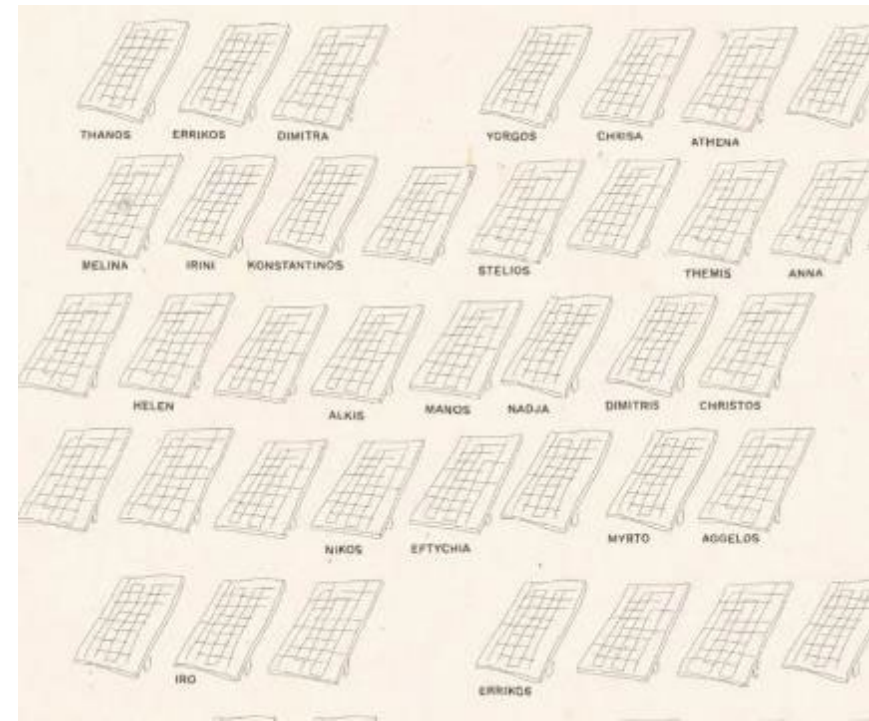 THANOS ERRIKOS DIMITRA YORGOS CHRISA ATHENA
MELINA IRINI KONSTANTINOS STELIOS THEMIS ANNA
HELEN ALKIS MANOS NADJA DIMITRIS CHRISTOS
NIKOS EFTYCHIA MYRTO AGGELOS
IRO ERRIKOS